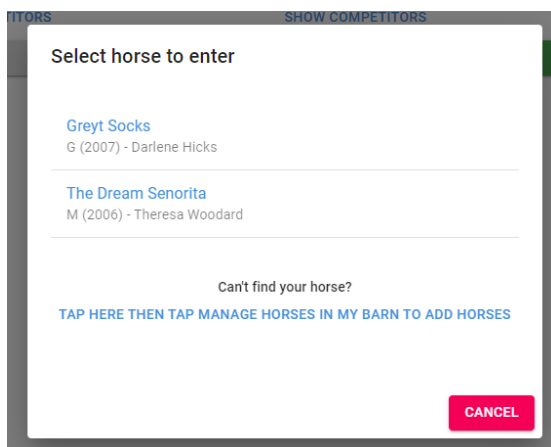 ITORS
SHOW COMPETITORS
Select horse to enter
Greyt Socks
G (2007) - Darlene Hicks
The Dream Senorita
M (2006) - Theresa Woodard
Can't find your horse?
TAP HERE THEN TAP MANAGE HORSES IN MY BARN TO ADD HORSES
CANCEL